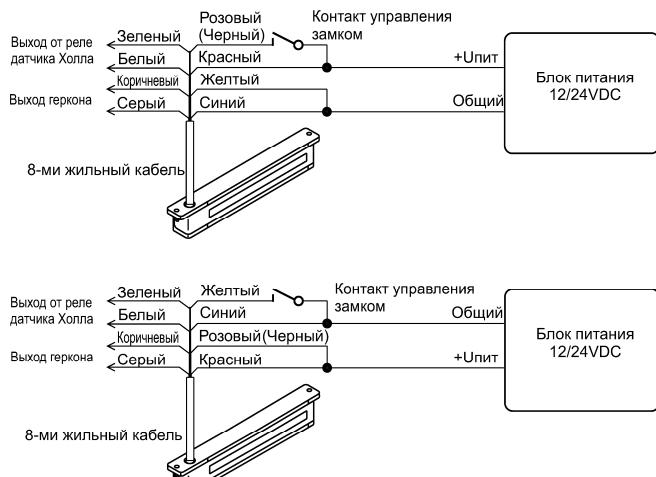 Розовый
(Черный)
Контакт управления
замком
Зеленый
Выход от реле
датчика Холла
Белый
Красный
+Uпит
Блок питания
12/24VDC
Коричневый
Желтый
Выход геркона
Серый
Синий
Общий
8-ми жильный кабель
Зеленый
Желтый
Контакт управления
замком
Выход от реле
датчика Холла
Белый
Синий
Общий
Блок питания
12/24VDC
Коричневый
Розовый(Черный)
Выход геркона
Серый
Красный
+Uпит
8-ми жильный кабель